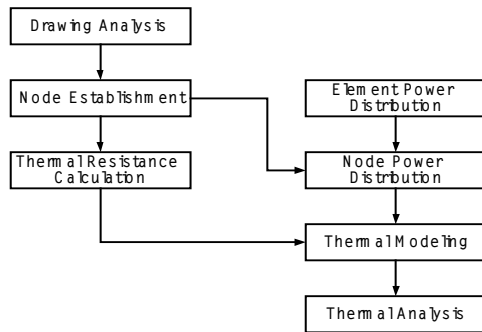 Drawing Analysis
Node Establishment
Element Power
Distribution
Thermal Resistance
Calculation
Node Power
Distribution
Thermal Modeling
Thermal Analysis